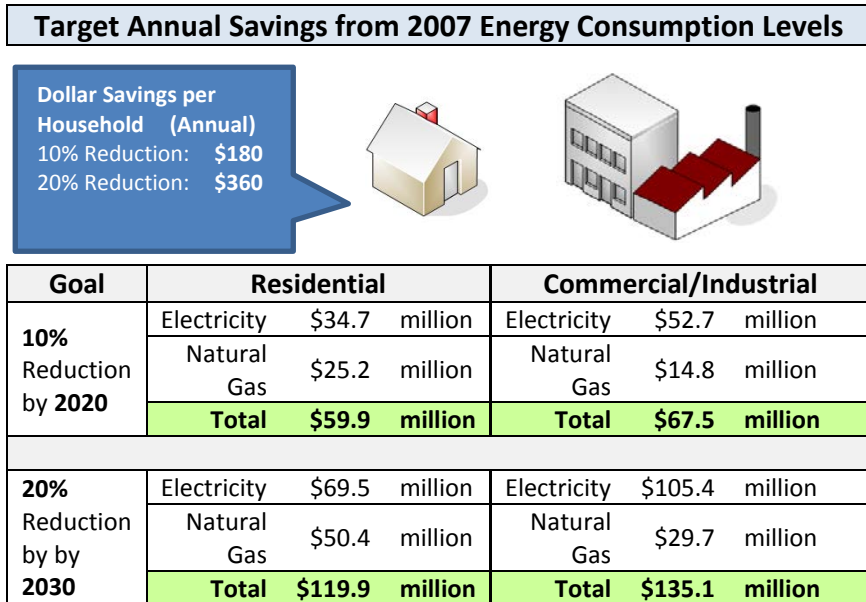 Target Annual Savings from 2007 Energy Consumption Levels
Dollar Savings per
Household (Annual)
10% Reduction: $180
20% Reduction: $360
Goal Residential Commercial/Industrial
10%
Reduction
by 2020
Electricity $34.7 million Electricity $52.7 million
Natural
Gas $25.2 million Natural
Gas $14.8 million
Total $59.9 million Total $67.5 million
20%
Reduction
by by
2030
Electricity $69.5 million Electricity $105.4 million
Natural
Gas $50.4 million Natural
Gas $29.7 million
Total $119.9 million Total $135.1 million